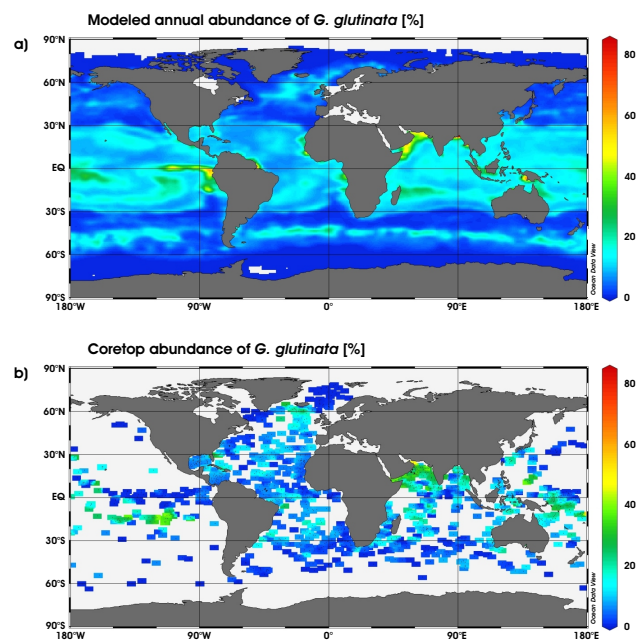 Modeled annual abundance of G. glutinata [%]
a)
90°N
60°N
30°N
EQ
30°S
60°S
90°S
180°W
90°W
0°
90°E
180°E
80
60
40
20
0
Ocean Data View
Coretop abundance of G. glutinata [%]
b)
90°N
60°N
30°N
EQ
30°S
60°S
90°S
180°W
90°W
0°
90°E
180°E
80
60
40
20
0
Ocean Data View